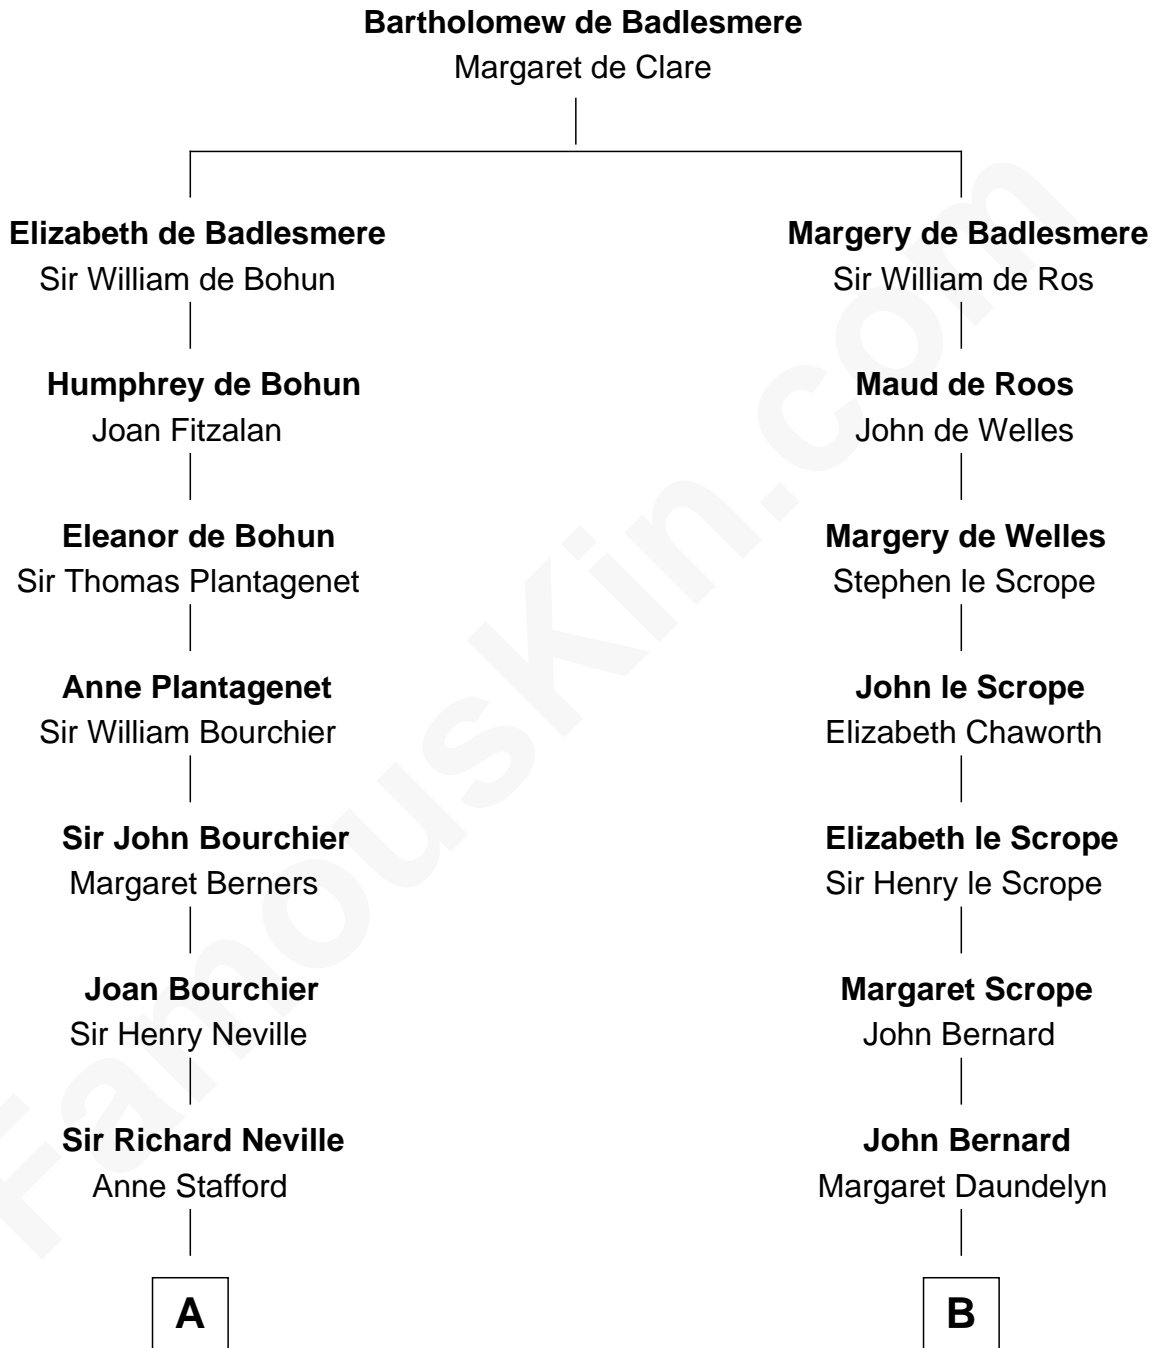 Bartholomew de Badlesmere
Margaret de Clare
Elizabeth de Badlesmere
Sir William de Bohun
Humphrey de Bohun
Joan Fitzalan
Eleanor de Bohun
Sir Thomas Plantagenet
Anne Plantagenet
Sir William Bourchier
Sir John Bourchier
Margaret Berners
Joan Bourchier
Sir Henry Neville
Sir Richard Neville
Anne Stafford
A
Margery de Badlesmere
Sir William de Ros
Maud de Roos
John de Welles
Margery de Welles
Stephen le Scrope
John le Scrope
Elizabeth Chaworth
Elizabeth le Scrope
Sir Henry le Scrope
Margaret Scrope
John Bernard
John Bernard
Margaret Daundelyn
B
FamousKin.com